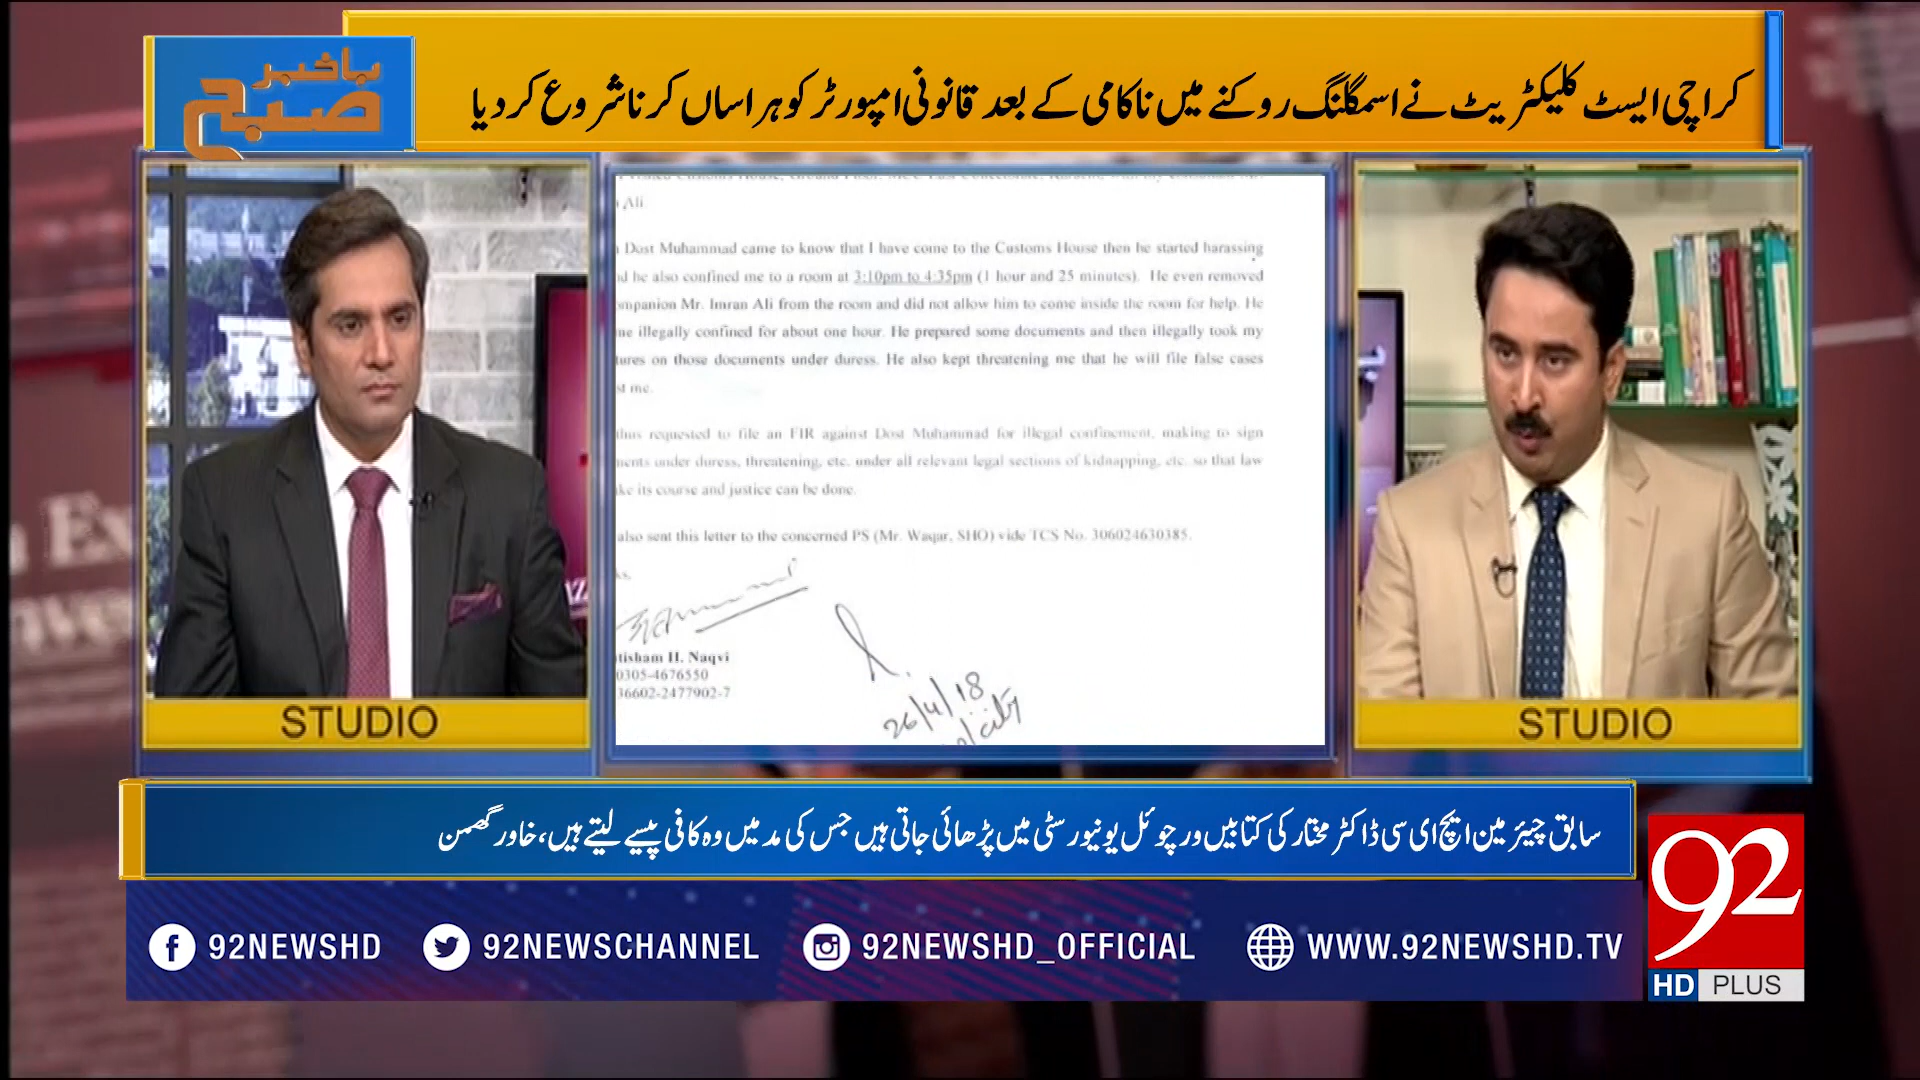 باخبر
صبح
کراچی ایسٹ کلیکٹریٹ نے اسمگلنگ روکنے میں ناکامی کے بعد قانونی امپورٹر کو ہراساں کرنا شروع کر دیا
Ali.
Dost Muhammad came to know that I have come to the Customs House then he started harassing
he also confined me to a room at 3:10pm to 4:35pm (1 hour and 25 minutes). He even removed
ompanion Mr. Imran Ali from the room and did not allow him to come inside the room for help. He
me illegally confined for about one hour. He prepared some documents and then illegally took my
tures on those documents under duress. He also kept threatening me that he will file false cases
st me.
thus requested to file an FIR against Dost Muhammad for illegal confinement, making to sign
ments under duress, threatening, etc. under all relevant legal sections of kidnapping, etc. so that law
ke its course and justice can be done.
also sent this letter to the concerned PS (Mr. Waqar, SHO) vide TCS No. 306024630385.
tisham H. Naqvi
0305-4676550
36602-2477902-7
26/4/18
STUDIO
STUDIO
سابق چیئرمین ایچ ای سی ڈاکٹر مختار کی کتابیں ورچوئل یونیورسٹی میں پڑھائی جاتی ہیں جس کی مد میں وہ کافی پیسے لیتے ہیں، خاور گھمن
92NEWSHD
92NEWSCHANNEL
92NEWSHD_OFFICIAL
WWW.92NEWSHD.TV
92
HD PLUS